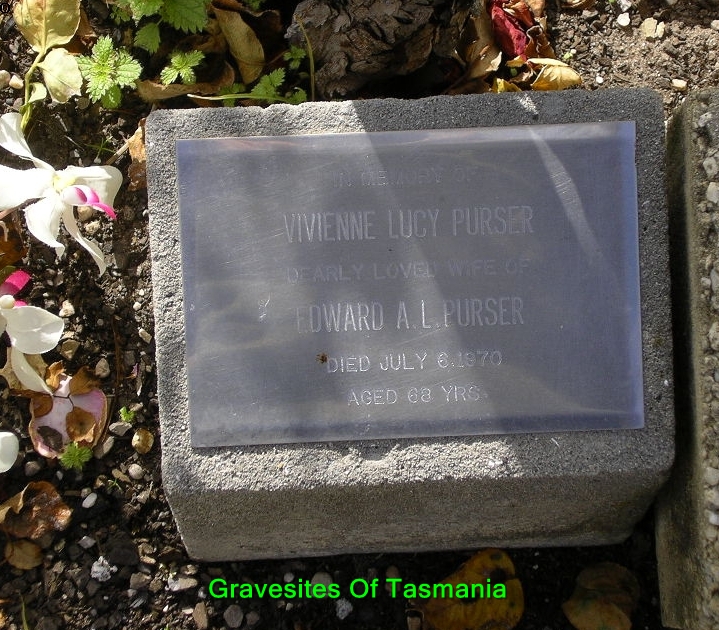 IN MEMORY OF
VIVIENNE LUCY PURSER
DEARLY LOVED WIFE OF
EDWARD A.L. PURSER
DIED JULY 6.1970
AGED 68 YRS.
Gravesites Of Tasmania